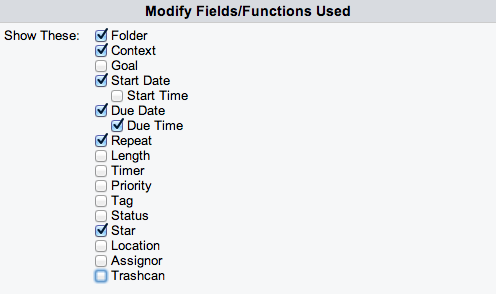 Modify Fields/Functions Used
Show These: Folder
Context
Goal
Start Date
Start Time
Due Date
Due Time
Repeat
Length
Timer
Priority
Tag
Status
Star
Location
Assignor
Trashcan